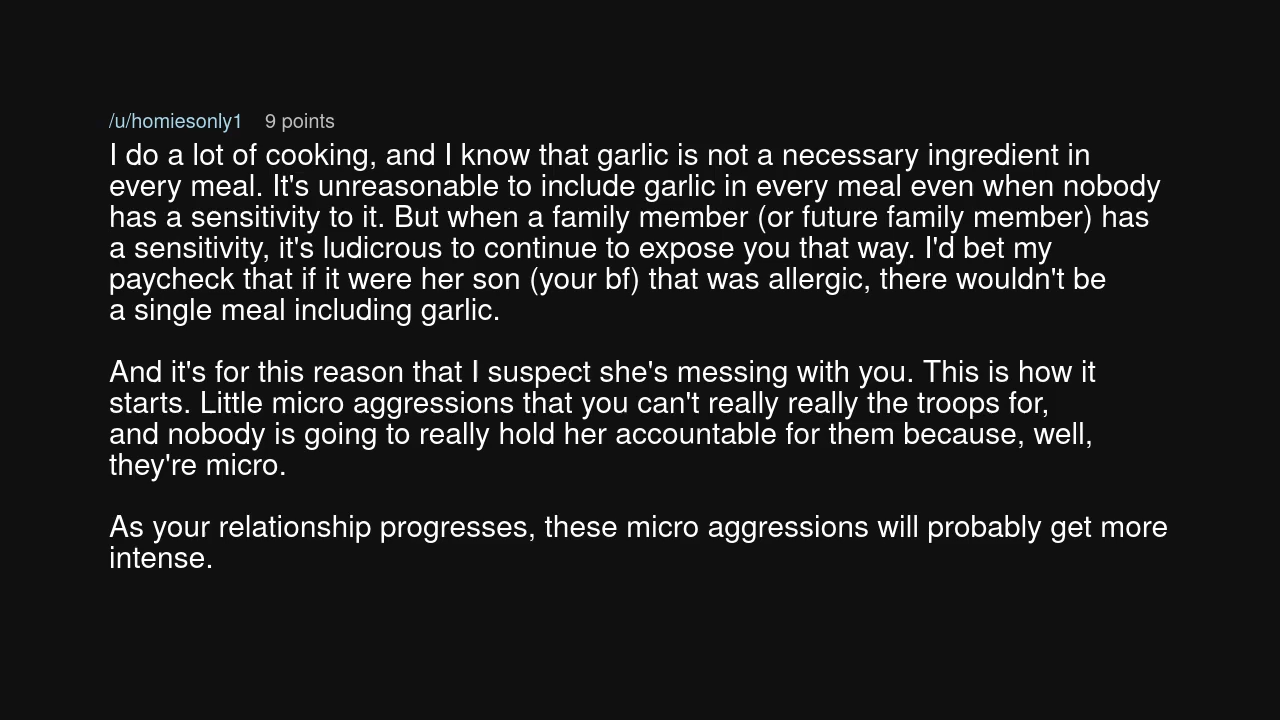 /u/homiesonly1 9 points
I do a lot of cooking, and I know that garlic is not a necessary ingredient in
every meal. It's unreasonable to include garlic in every meal even when nobody
has a sensitivity to it. But when a family member (or future family member) has
a sensitivity, it's ludicrous to continue to expose you that way. I'd bet my
paycheck that if it were her son (your bf) that was allergic, there wouldn't be
a single meal including garlic.
And it's for this reason that I suspect she's messing with you. This is how it
starts. Little micro aggressions that you can't really really the troops for,
and nobody is going to really hold her accountable for them because, well,
they're micro.
As your relationship progresses, these micro aggressions will probably get more
intense.